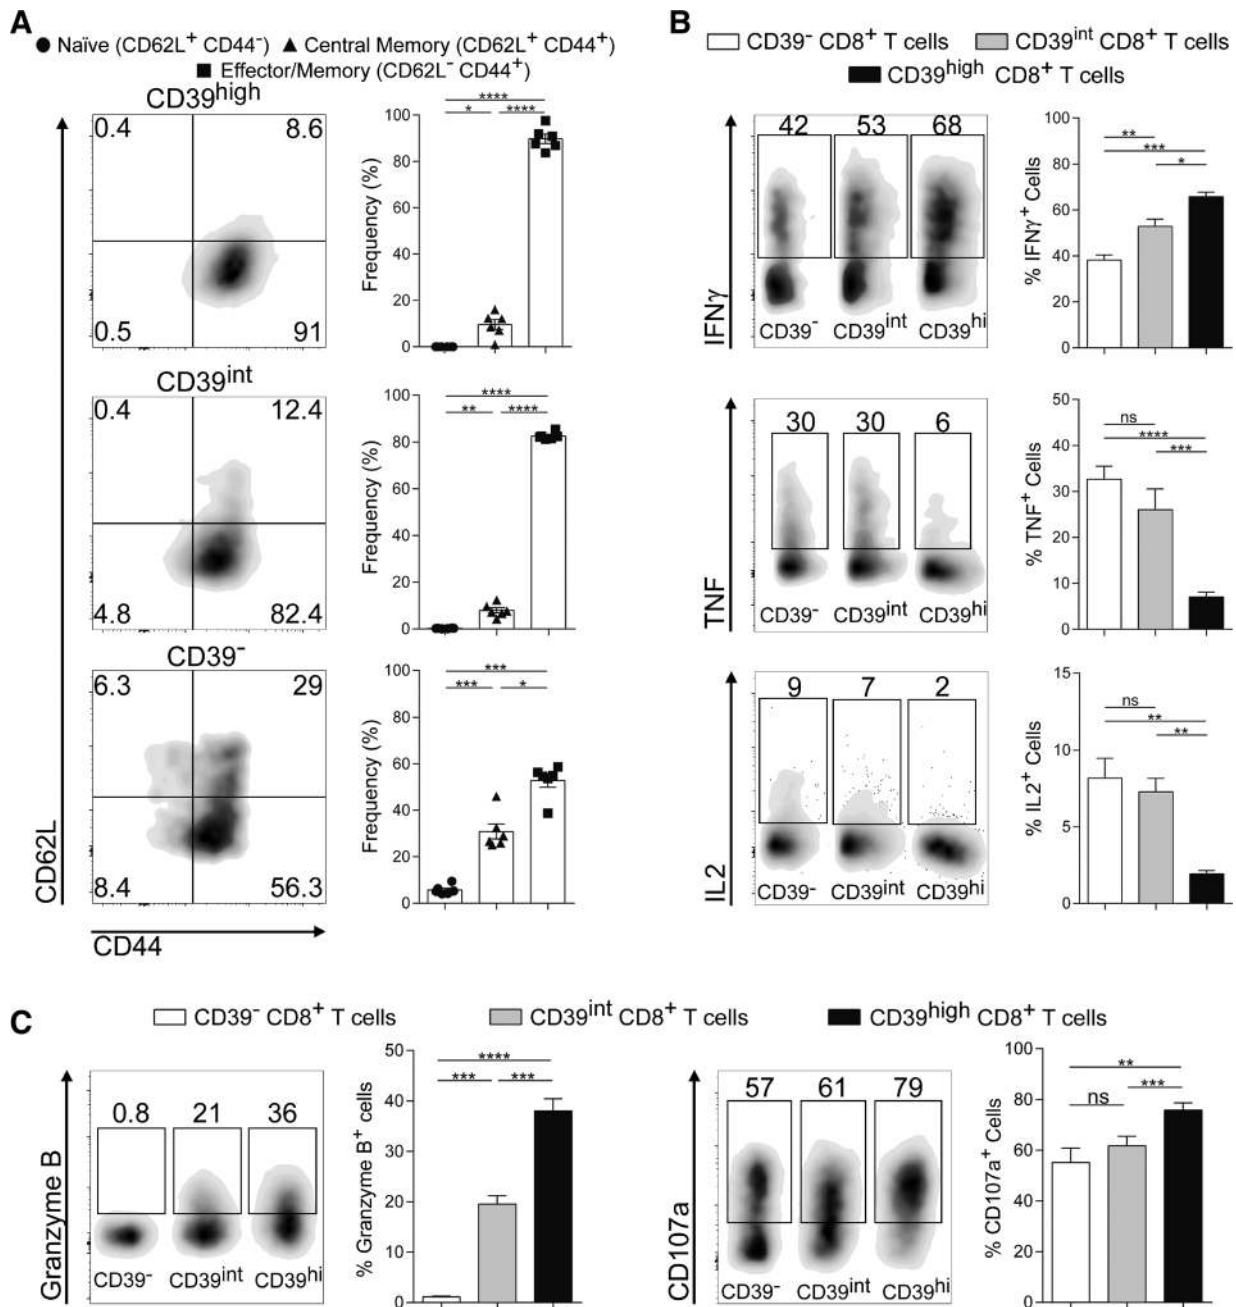 A
● Naïve (CD62L⁺ CD44⁻) ▲ Central Memory (CD62L⁺ CD44⁺)
■ Effector/Memory (CD62L⁻ CD44⁺)
CD39high
0.4 8.6
0.5 91
Frequency (%)
100
80
60
40
20
0
****
* ****
CD39int
0.4 12.4
4.8 82.4
Frequency (%)
100
80
60
40
20
0
****
** ****
CD39⁻
6.3 29
8.4 56.3
Frequency (%)
100
80
60
40
20
0
***
*** *
CD62L
CD44
B
CD39⁻ CD8⁺ T cells CD39int CD8⁺ T cells
CD39high CD8⁺ T cells
42 53 68
CD39⁻ CD39int CD39hi
IFNγ
% IFNγ⁺ Cells
100
80
60
40
20
0
**
***
*
30 30 6
CD39⁻ CD39int CD39hi
TNF
% TNF⁺ Cells
50
40
30
20
10
0
ns
****
***
9 7 2
CD39⁻ CD39int CD39hi
IL2
% IL2⁺ Cells
15
10
5
0
ns
**
**
C
CD39⁻ CD8⁺ T cells CD39int CD8⁺ T cells CD39high CD8⁺ T cells
0.8 21 36
CD39⁻ CD39int CD39hi
Granzyme B
% Granzyme B⁺ cells
50
40
30
20
10
0
****
*** ***
57 61 79
CD39⁻ CD39int CD39hi
CD107a
% CD107a⁺ Cells
100
80
60
40
20
0
**
***
ns